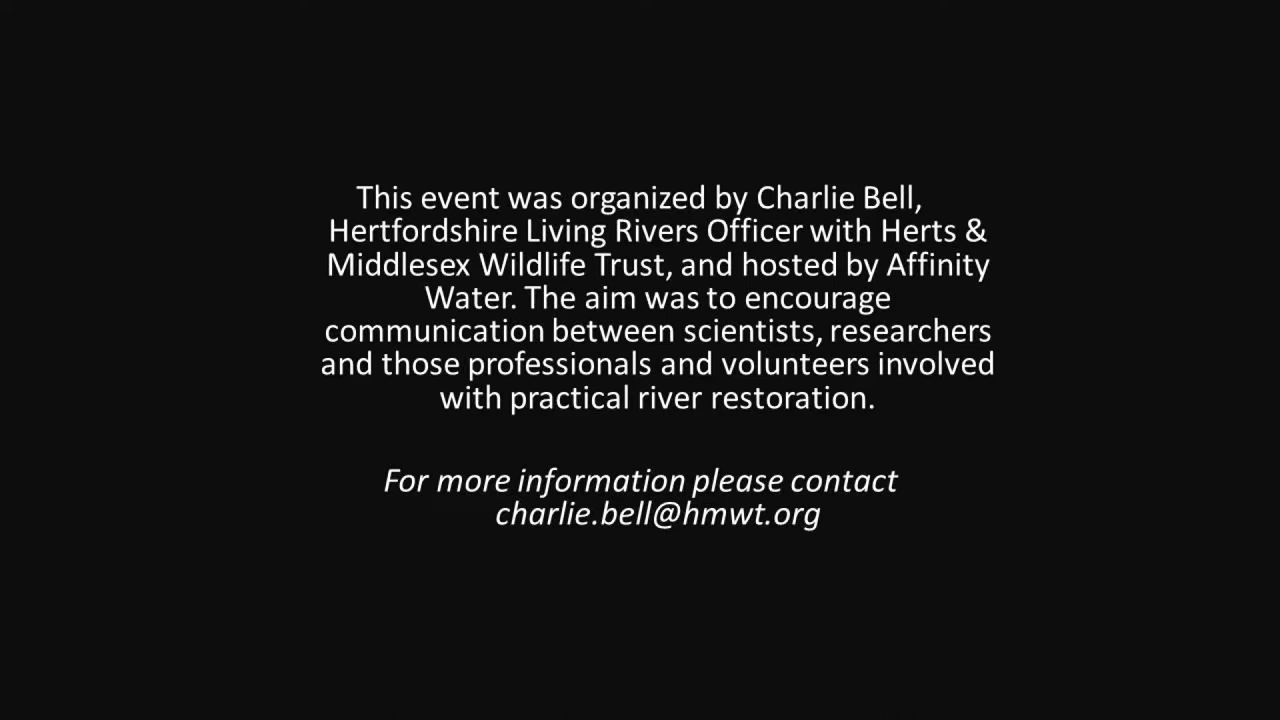 This event was organized by Charlie Bell,
Hertfordshire Living Rivers Officer with Herts &
Middlesex Wildlife Trust, and hosted by Affinity
Water. The aim was to encourage
communication between scientists, researchers
and those professionals and volunteers involved
with practical river restoration.
For more information please contact
charlie.bell@hmwt.org